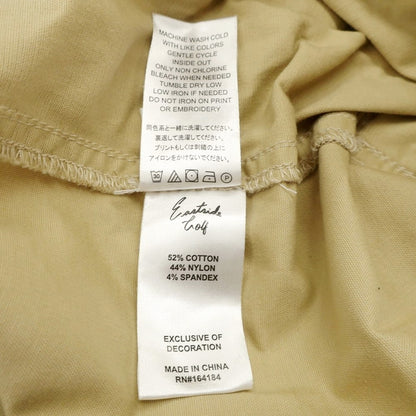 MACHINE WASH COLD
WITH LIKE COLORS
GENTLE CYCLE
INSIDE OUT
ONLY NON CHLORINE
BLEACH WHEN NEEDED
TUMBLE DRY LOW
LOW IRON IF NEEDED
DO NOT IRON ON PRINT
or EMBROIDERY
同色系と一緒に洗濯してください。
裏返して洗濯してください。
プリントもしくは刺繍の上に
アイロンをかけないでください。
30
Eastside
Golf
52% COTTON
44% NYLON
4% SPANDEX
EXCLUSIVE OF
DECORATION
MADE IN CHINA
RN#164184